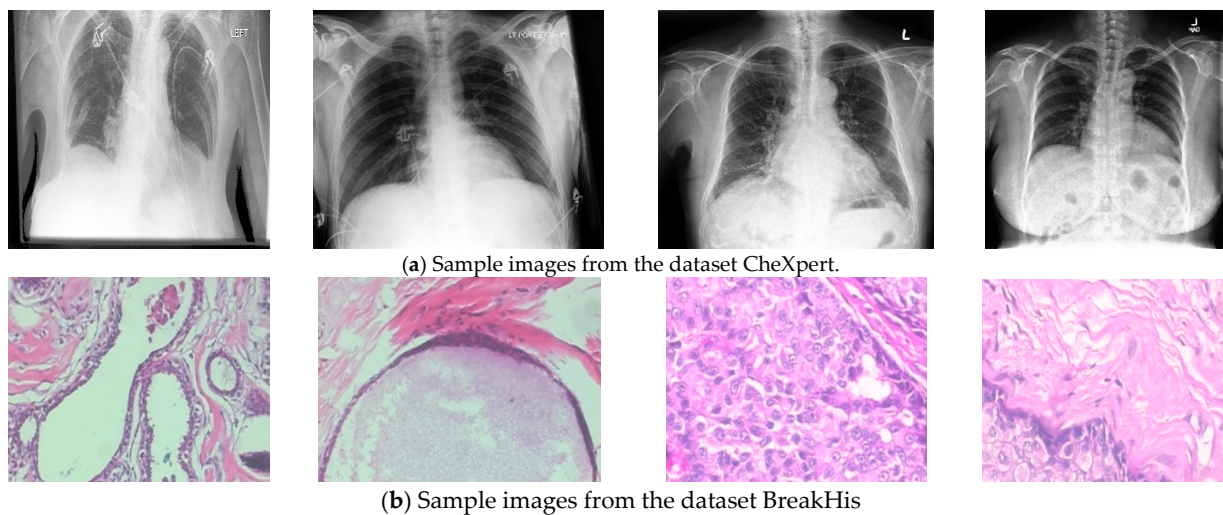 LEFT
L
L
(a) Sample images from the dataset CheXpert.
(b) Sample images from the dataset BreakHis